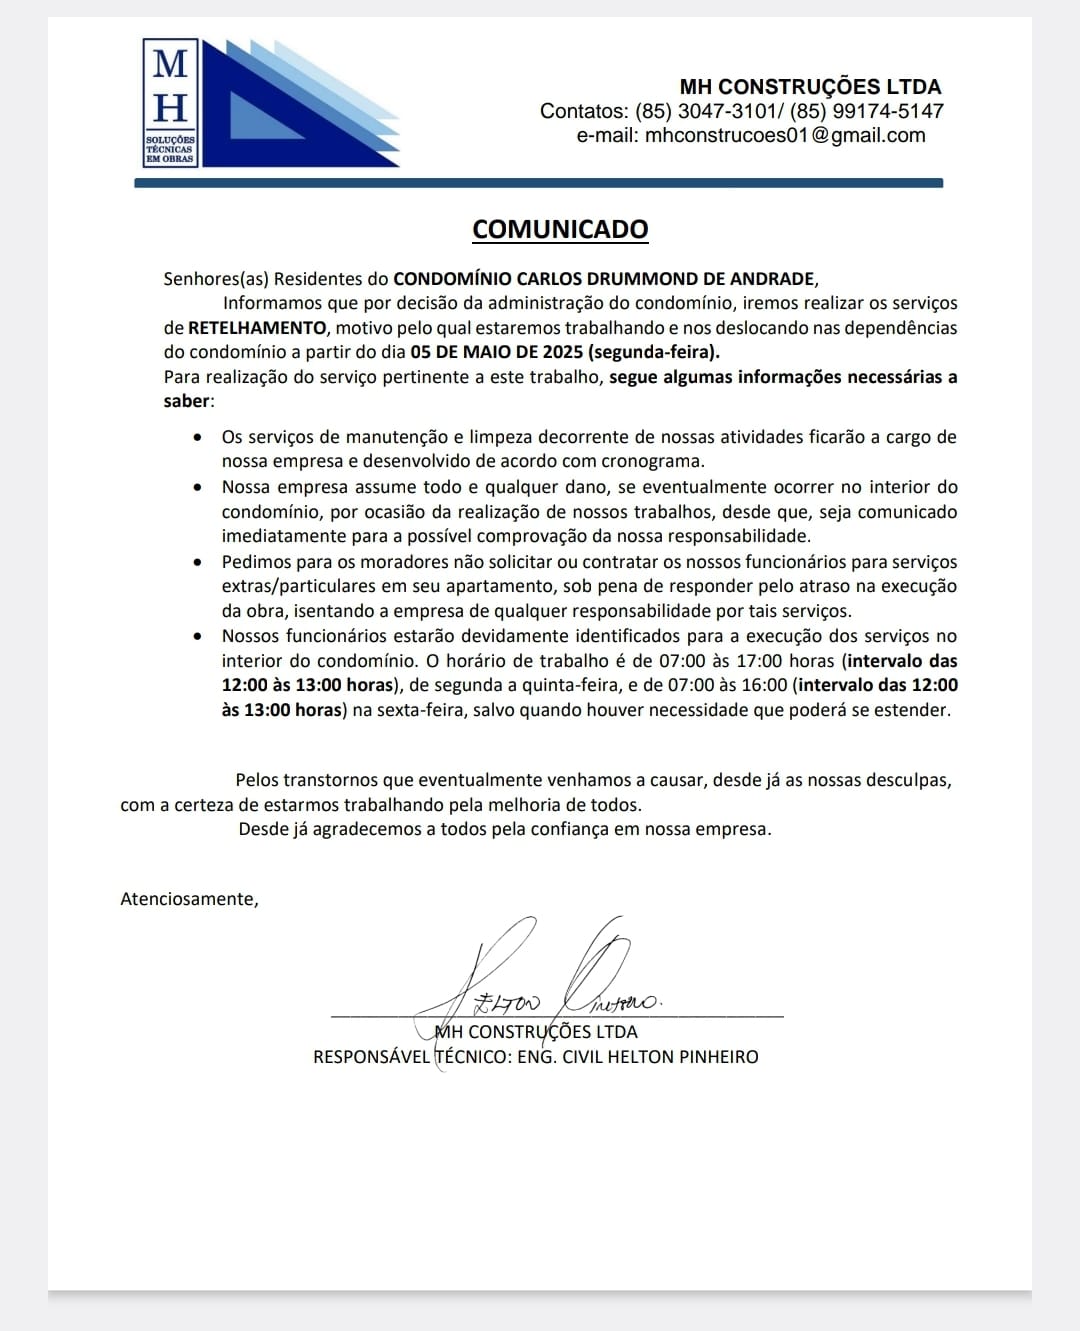 M
H
SOLUÇÕES
TÉCNICAS
EM OBRAS
MH CONSTRUÇÕES LTDA
Contatos: (85) 3047-3101/ (85) 99174-5147
e-mail: mhconstrucoes01@gmail.com
COMUNICADO
Senhores(as) Residentes do CONDOMÍNIO CARLOS DRUMMOND DE ANDRADE,
Informamos que por decisão da administração do condomínio, iremos realizar os serviços
de RETELHAMENTO, motivo pelo qual estaremos trabalhando e nos deslocando nas dependências
do condomínio a partir do dia 05 DE MAIO DE 2025 (segunda-feira).
Para realização do serviço pertinente a este trabalho, segue algumas informações necessárias a
saber:
• Os serviços de manutenção e limpeza decorrente de nossas atividades ficarão a cargo de
nossa empresa e desenvolvido de acordo com cronograma.
• Nossa empresa assume todo e qualquer dano, se eventualmente ocorrer no interior do
condomínio, por ocasião da realização de nossos trabalhos, desde que, seja comunicado
imediatamente para a possível comprovação da nossa responsabilidade.
• Pedimos para os moradores não solicitar ou contratar os nossos funcionários para serviços
extras/particulares em seu apartamento, sob pena de responder pelo atraso na execução
da obra, isentando a empresa de qualquer responsabilidade por tais serviços.
• Nossos funcionários estarão devidamente identificados para a execução dos serviços no
interior do condomínio. O horário de trabalho é de 07:00 às 17:00 horas (intervalo das
12:00 às 13:00 horas), de segunda a quinta-feira, e de 07:00 às 16:00 (intervalo das 12:00
às 13:00 horas) na sexta-feira, salvo quando houver necessidade que poderá se estender.
Pelos transtornos que eventualmente venhamos a causar, desde já as nossas desculpas,
com a certeza de estarmos trabalhando pela melhoria de todos.
Desde já agradecemos a todos pela confiança em nossa empresa.
Atenciosamente,
MH CONSTRUÇÕES LTDA
RESPONSÁVEL TÉCNICO: ENG. CIVIL HELTON PINHEIRO